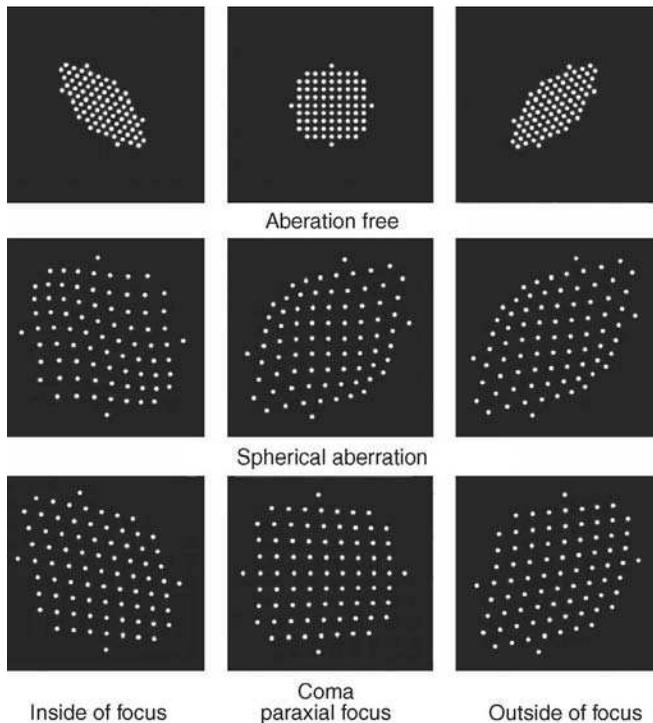 Aberation free
Spherical aberration
Coma
Inside of focus paraxial focus Outside of focus